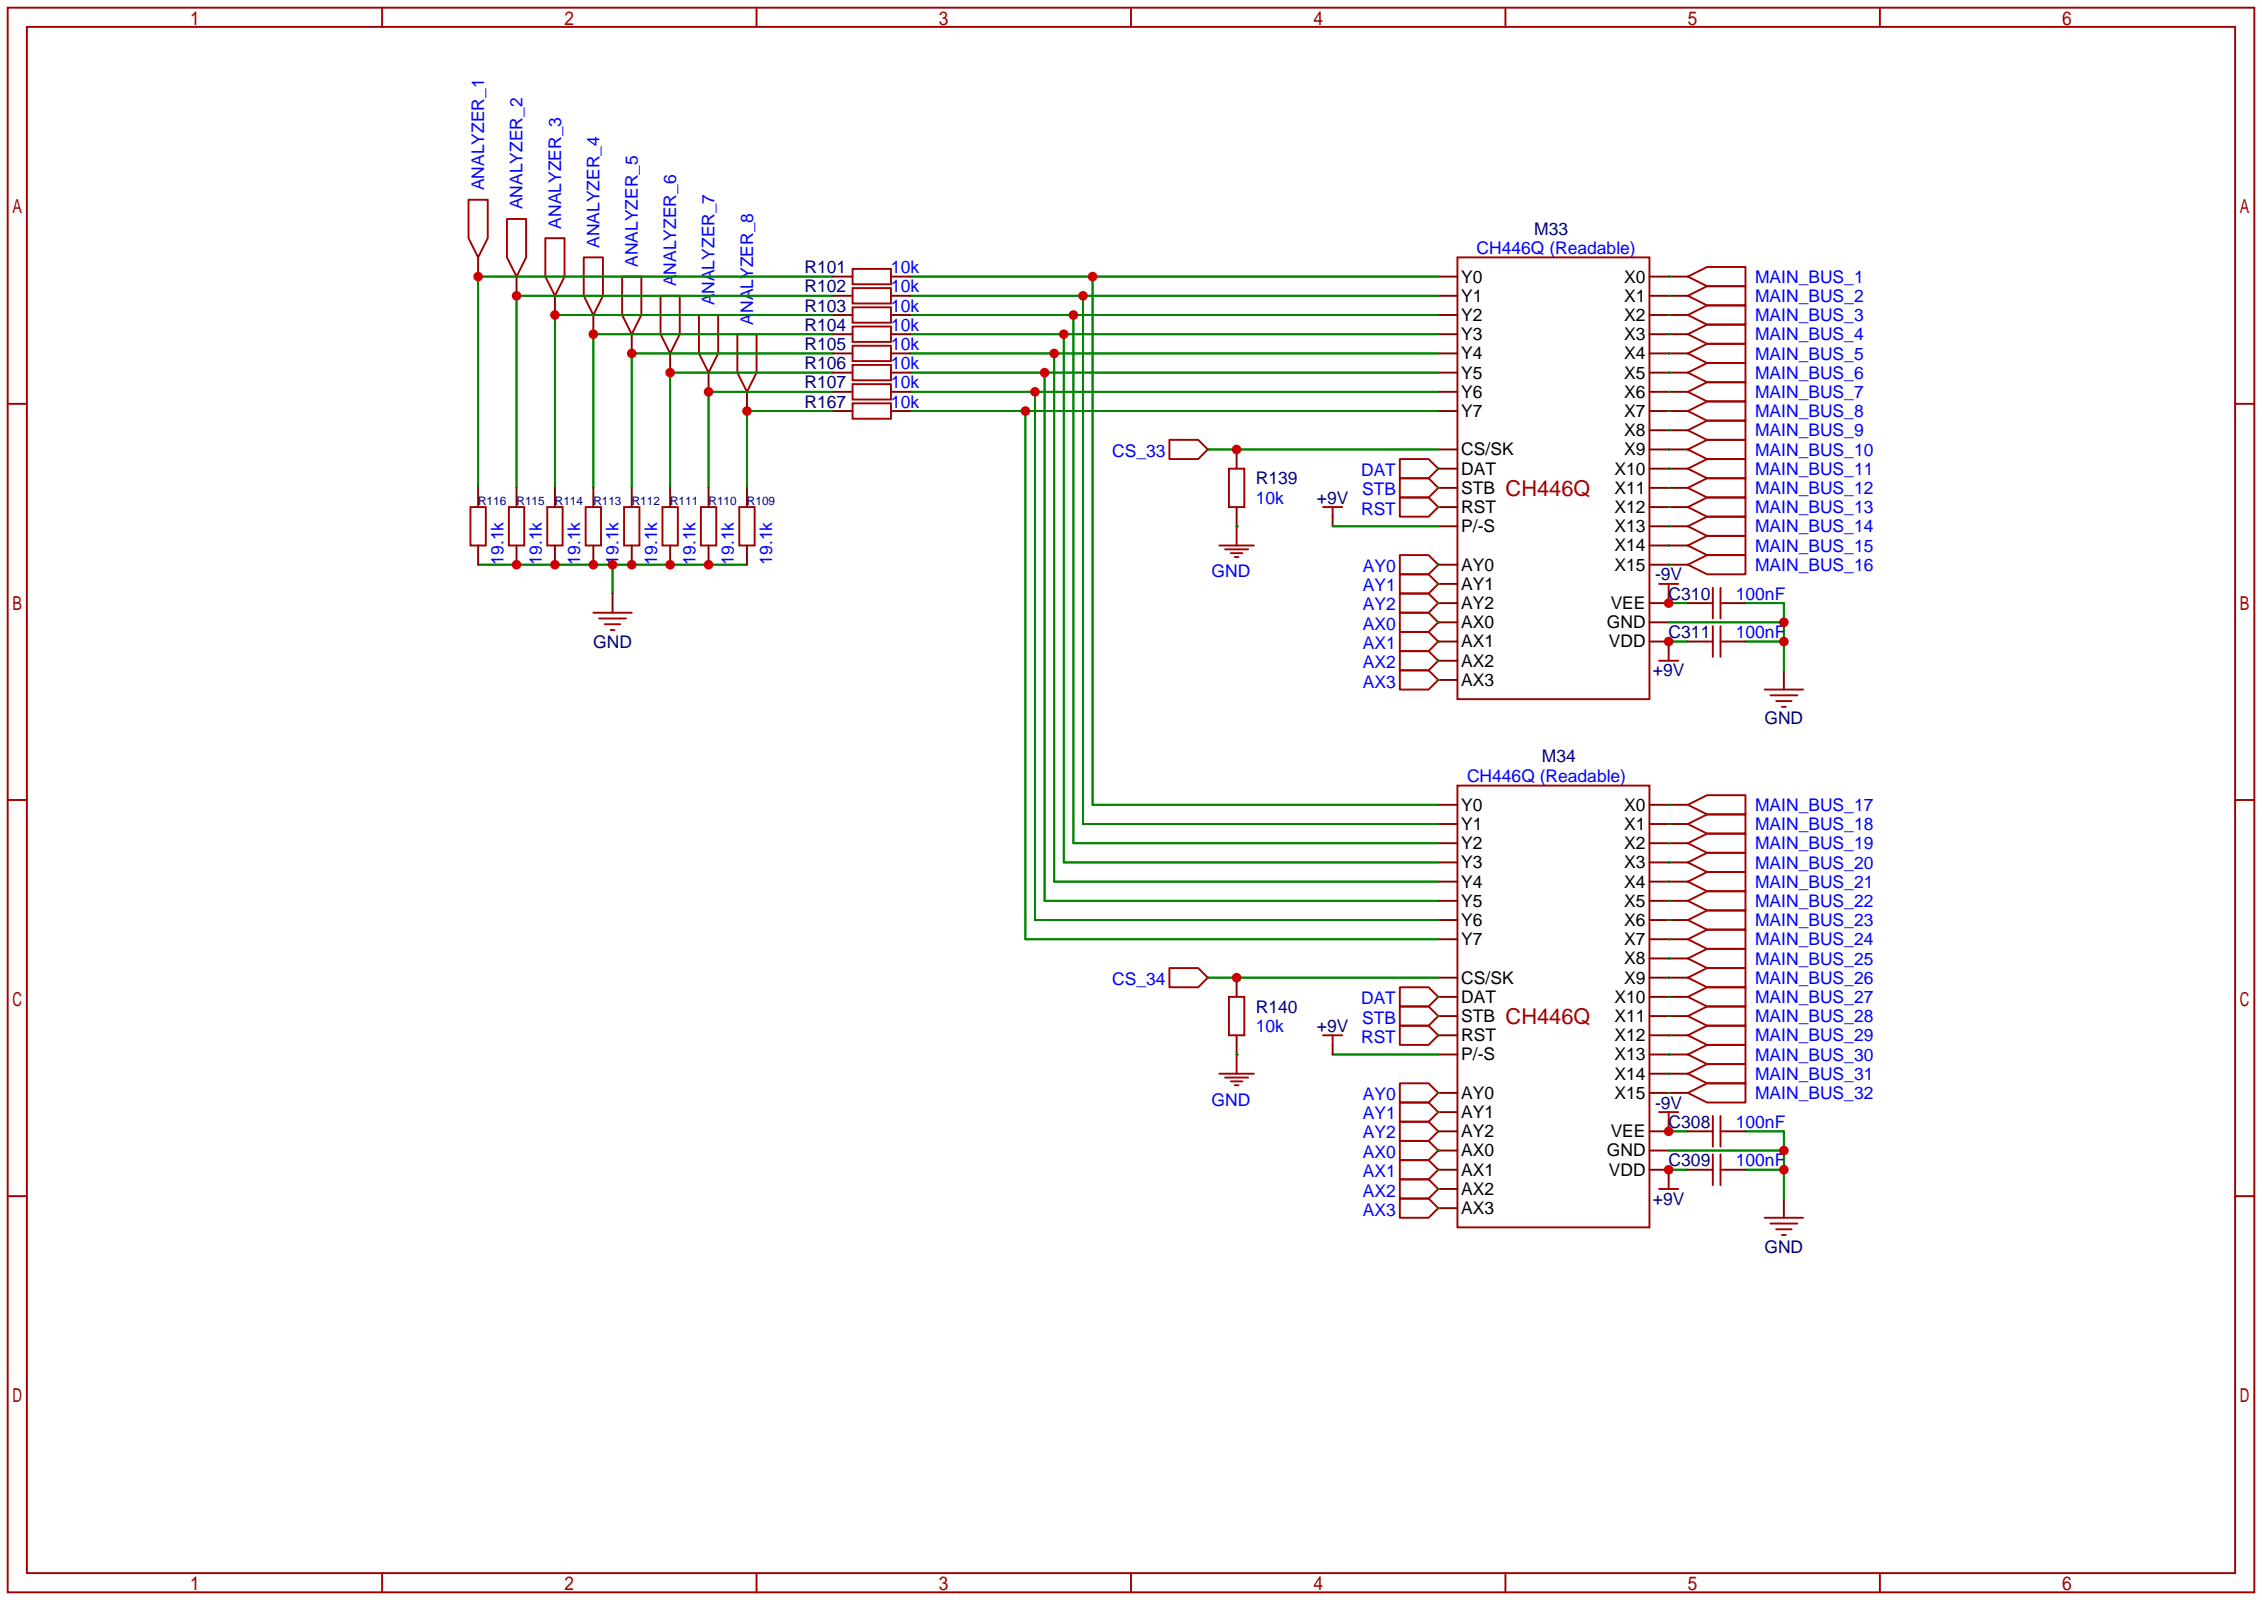 1 2 3 4 5 6
A
B
C
D
A
B
C
D
ANALYZER_1
ANALYZER_2
ANALYZER_3
ANALYZER_4
ANALYZER_5
ANALYZER_6
ANALYZER_7
ANALYZER_8
R101 10k
R102 10k
R103 10k
R104 10k
R105 10k
R106 10k
R107 10k
R167 10k
R116 R115 R114 R113 R112 R111 R110 R109
19.1k 19.1k 19.1k 19.1k 19.1k 19.1k 19.1k 19.1k
GND
M33
CH446Q (Readable)
Y0 X0 MAIN_BUS_1
Y1 X1 MAIN_BUS_2
Y2 X2 MAIN_BUS_3
Y3 X3 MAIN_BUS_4
Y4 X4 MAIN_BUS_5
Y5 X5 MAIN_BUS_6
Y6 X6 MAIN_BUS_7
Y7 X7 MAIN_BUS_8
X8 MAIN_BUS_9
CS_33 CS/SK X9 MAIN_BUS_10
DAT DAT X10 MAIN_BUS_11
R139
10k
STB STB CH446Q X11 MAIN_BUS_12
+9V
RST RST X12 MAIN_BUS_13
P/-S X13 MAIN_BUS_14
X14 MAIN_BUS_15
GND
AY0 AY0 X15 MAIN_BUS_16
AY1 AY1 -9V
AY2 AY2 VEE C310 100nF
AX0 AX0 GND
AX1 AX1 VDD C311 100nF
AX2 AX2 +9V
AX3 AX3
GND
M34
CH446Q (Readable)
Y0 X0 MAIN_BUS_17
Y1 X1 MAIN_BUS_18
Y2 X2 MAIN_BUS_19
Y3 X3 MAIN_BUS_20
Y4 X4 MAIN_BUS_21
Y5 X5 MAIN_BUS_22
Y6 X6 MAIN_BUS_23
Y7 X7 MAIN_BUS_24
X8 MAIN_BUS_25
CS_34 CS/SK X9 MAIN_BUS_26
DAT DAT X10 MAIN_BUS_27
R140
10k
STB STB CH446Q X11 MAIN_BUS_28
+9V
RST RST X12 MAIN_BUS_29
P/-S X13 MAIN_BUS_30
X14 MAIN_BUS_31
GND
AY0 AY0 X15 MAIN_BUS_32
AY1 AY1 -9V
AY2 AY2 VEE C308 100nF
AX0 AX0 GND
AX1 AX1 VDD C309 100nF
AX2 AX2 +9V
AX3 AX3
GND
1 2 3 4 5 6